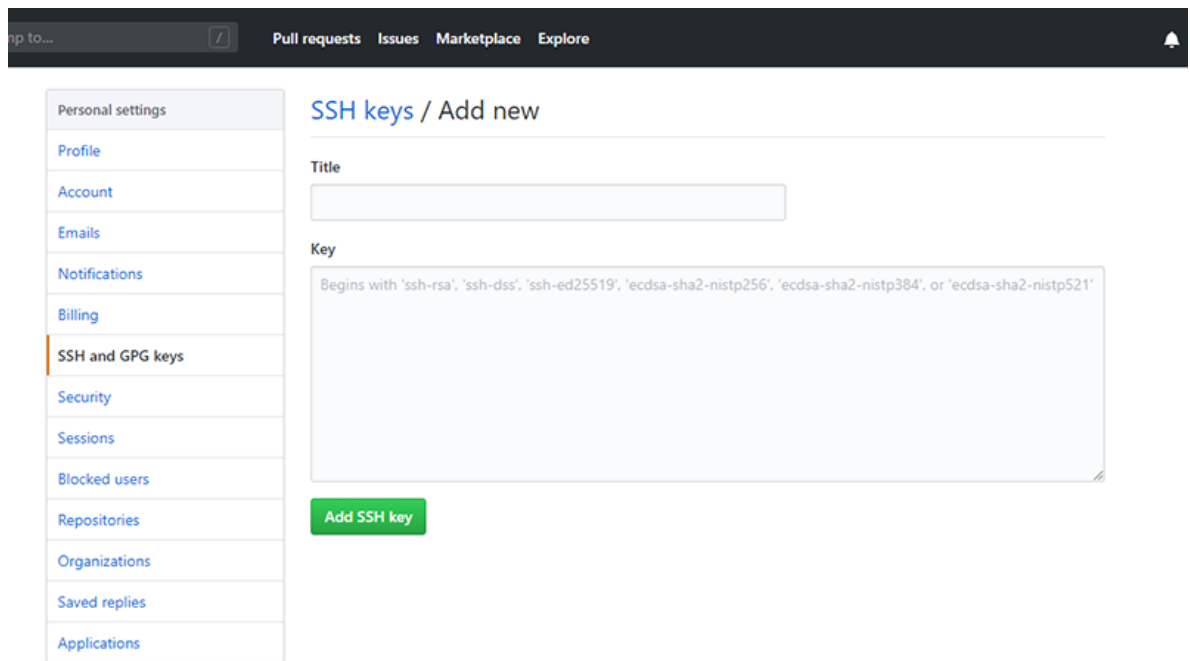 mp to... /
Pull requests Issues Marketplace Explore
Personal settings
Profile
Account
Emails
Notifications
Billing
SSH and GPG keys
Security
Sessions
Blocked users
Repositories
Organizations
Saved replies
Applications
SSH keys / Add new
Title
Key
Begins with 'ssh-rsa', 'ssh-dss', 'ssh-ed25519', 'ecdsa-sha2-nistp256', 'ecdsa-sha2-nistp384', or 'ecdsa-sha2-nistp521'
Add SSH key